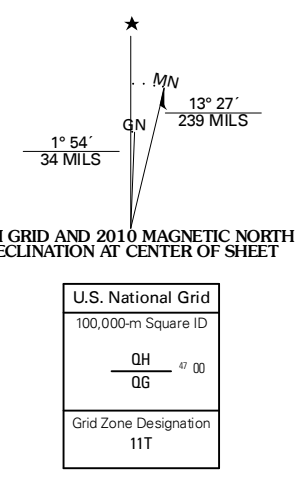 MN
GN
13° 27´
239 MILS
1° 54´
34 MILS
GRID AND 2010 MAGNETIC NORTH
AT CENTER OF SHEET
U.S. National Grid
100,000-m Square ID
QH
QG
47 00
Grid Zone Designation
11T